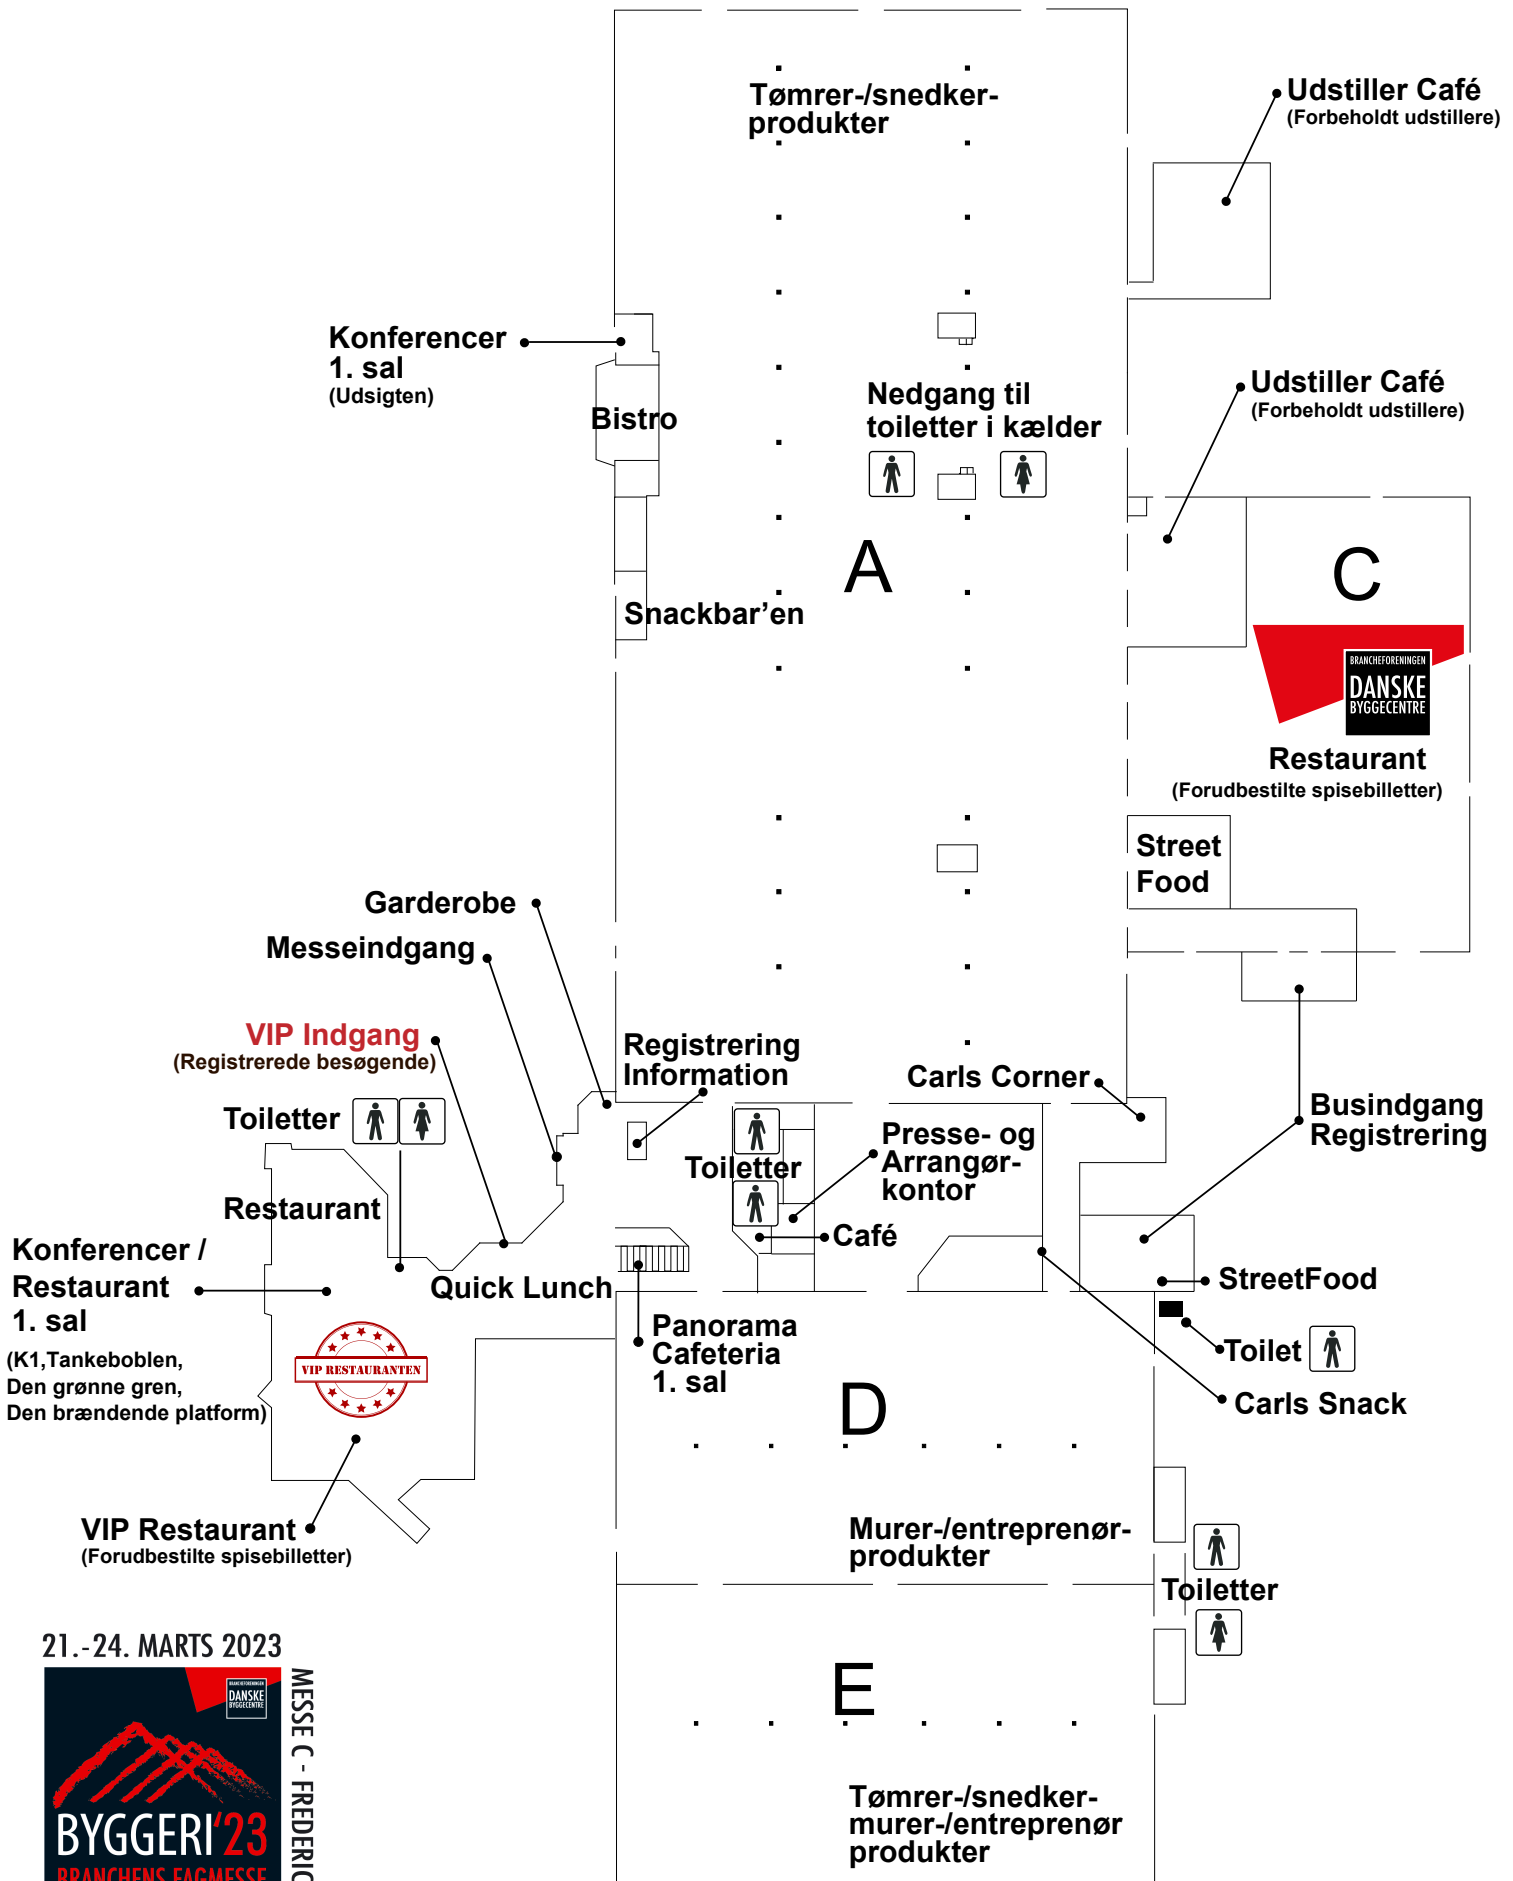 Tømrer-/snedker-
produkter
Udstiller Café
(Forbeholdt udstillere)
Konferencer
1. sal
(Udsigten)
Bistro
Nedgang til
toiletter i kælder
Udstiller Café
(Forbeholdt udstillere)
A
C
Snackbar'en
BRANCHEFORENINGEN
DANSKE
BYGGECENTRE
Restaurant
(Forudbestilte spisebilletter)
Street
Food
Garderobe
Messeindgang
VIP Indgang
(Registrerede besøgende)
Registrering
Information
Carls Corner
Busindgang
Registrering
Toiletter
Toiletter
Presse- og
Arrangør-
kontor
Restaurant
Café
Konferencer /
Restaurant
1. sal
(K1,Tankeboblen,
Den grønne gren,
Den brændende platform)
Quick Lunch
StreetFood
Panorama
Cafeteria
1. sal
Toilet
VIP RESTAURANTEN
D
Carls Snack
VIP Restaurant
(Forudbestilte spisebilletter)
Murer-/entreprenør-
produkter
Toiletter
E
Tømrer-/snedker-
murer-/entreprenør
produkter
21.-24. MARTS 2023
BRANCHEFORENINGEN
DANSKE
BYGGECENTRE
MESSE C - FREDERIC
BYGGERI'23
BRANCHENS FAGMESSE